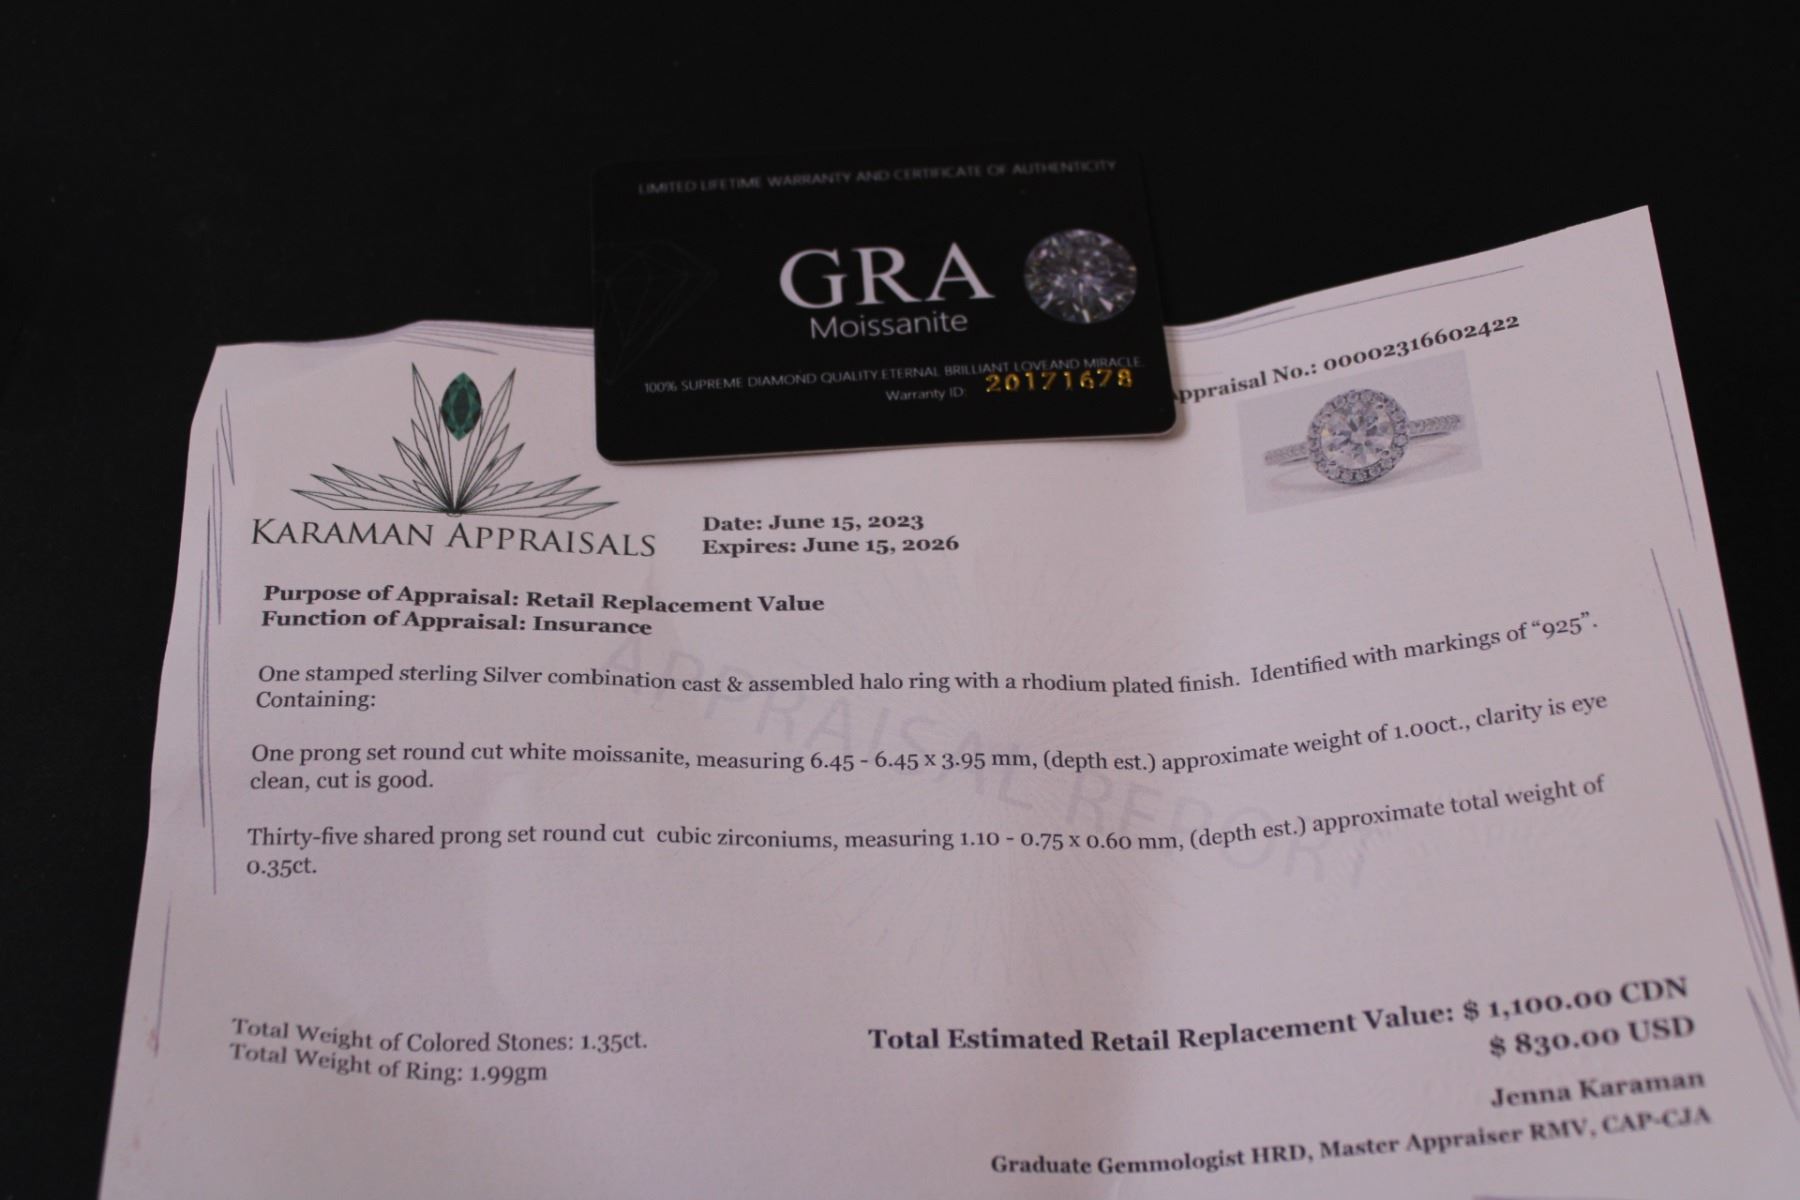 LIMITED LIFETIME WARRANTY AND CERTIFICATE OF AUTHENTICITY
GRA
Moissanite
100% SUPREME DIAMOND QUALITY.ETERNAL BRILLIANT LOVEAND MIRACLE.
Warranty ID: 20171678
ppraisal No.: 00002316602422
KARAMAN APPRAISALS
Date: June 15, 2023
Expires: June 15, 2026
Purpose of Appraisal: Retail Replacement Value
Function of Appraisal: Insurance
APPRAISAL REPORT
One stamped sterling Silver combination cast & assembled halo ring with a rhodium plated finish. Identified with markings of “925”.
Containing:
One prong set round cut white moissanite, measuring 6.45 - 6.45 x 3.95 mm, (depth est.) approximate weight of 1.00ct., clarity is eye
clean, cut is good.
Thirty-five shared prong set round cut cubic zirconiums, measuring 1.10 - 0.75 x 0.60 mm, (depth est.) approximate total weight of
0.35ct.
Total Weight of Colored Stones: 1.35ct.
Total Weight of Ring: 1.99gm
Total Estimated Retail Replacement Value: $ 1,100.00 CDN
$ 830.00 USD
Jenna Karaman
Graduate Gemmologist HRD, Master Appraiser RMV, CAP-CJA